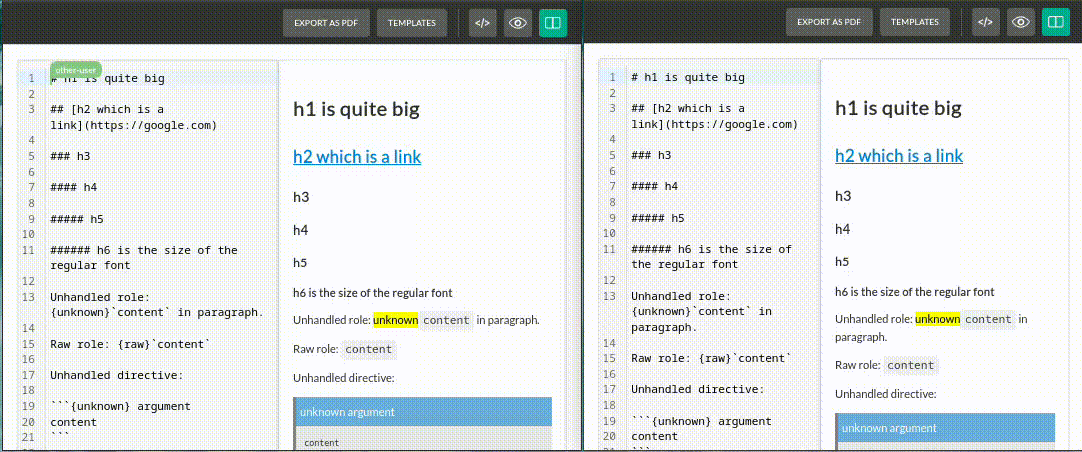 EXPORT AS PDF TEMPLATES </>
other-user
1 # h1 is quite big
2
3 ## [h2 which is a
link](https://google.com)
4
5 ### h3
6
7 #### h4
8
9 ##### h5
10
11 ###### h6 is the size of the
regular font
12
13 Unhandled role:
{unknown}`content` in paragraph.
14
15 Raw role: {raw}`content`
16
17 Unhandled directive:
18
19 ```{unknown} argument
20 content
21 ```
h1 is quite big
h2 which is a link
h3
h4
h5
h6 is the size of the regular font
Unhandled role: unknown content in paragraph.
Raw role: content
Unhandled directive:
unknown argument
content
EXPORT AS PDF TEMPLATES </>
1 # h1 is quite big
2
3 ## [h2 which is a
link](https://google.com)
4
5 ### h3
6
7 #### h4
8
9 ##### h5
10
11 ###### h6 is the size of
the regular font
12
13 Unhandled role:
{unknown}`content` in
paragraph.
14
15 Raw role: {raw}`content`
16
17 Unhandled directive:
18
19 ```{unknown} argument
20 content
h1 is quite big
h2 which is a link
h3
h4
h5
h6 is the size of the regular font
Unhandled role: unknown content in
paragraph.
Raw role: content
Unhandled directive:
unknown argument